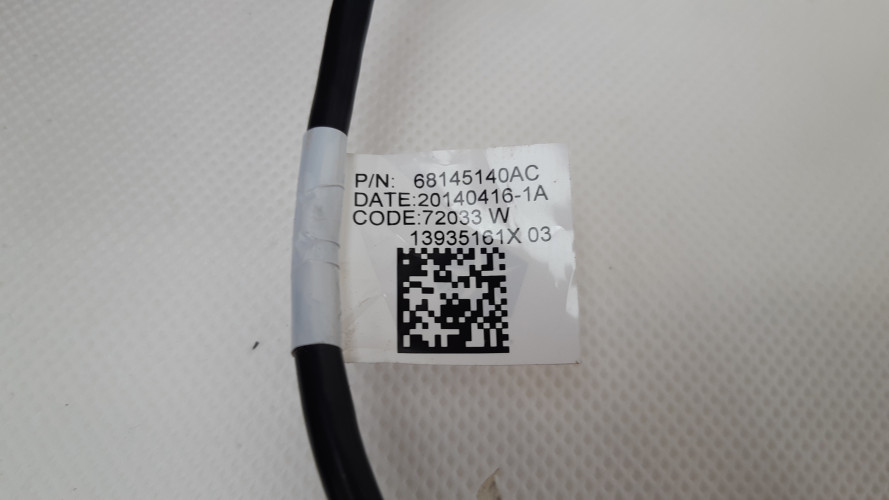 P/N: 68145140AC
DATE:20140416-1A
CODE:72033 W
13935161X 03